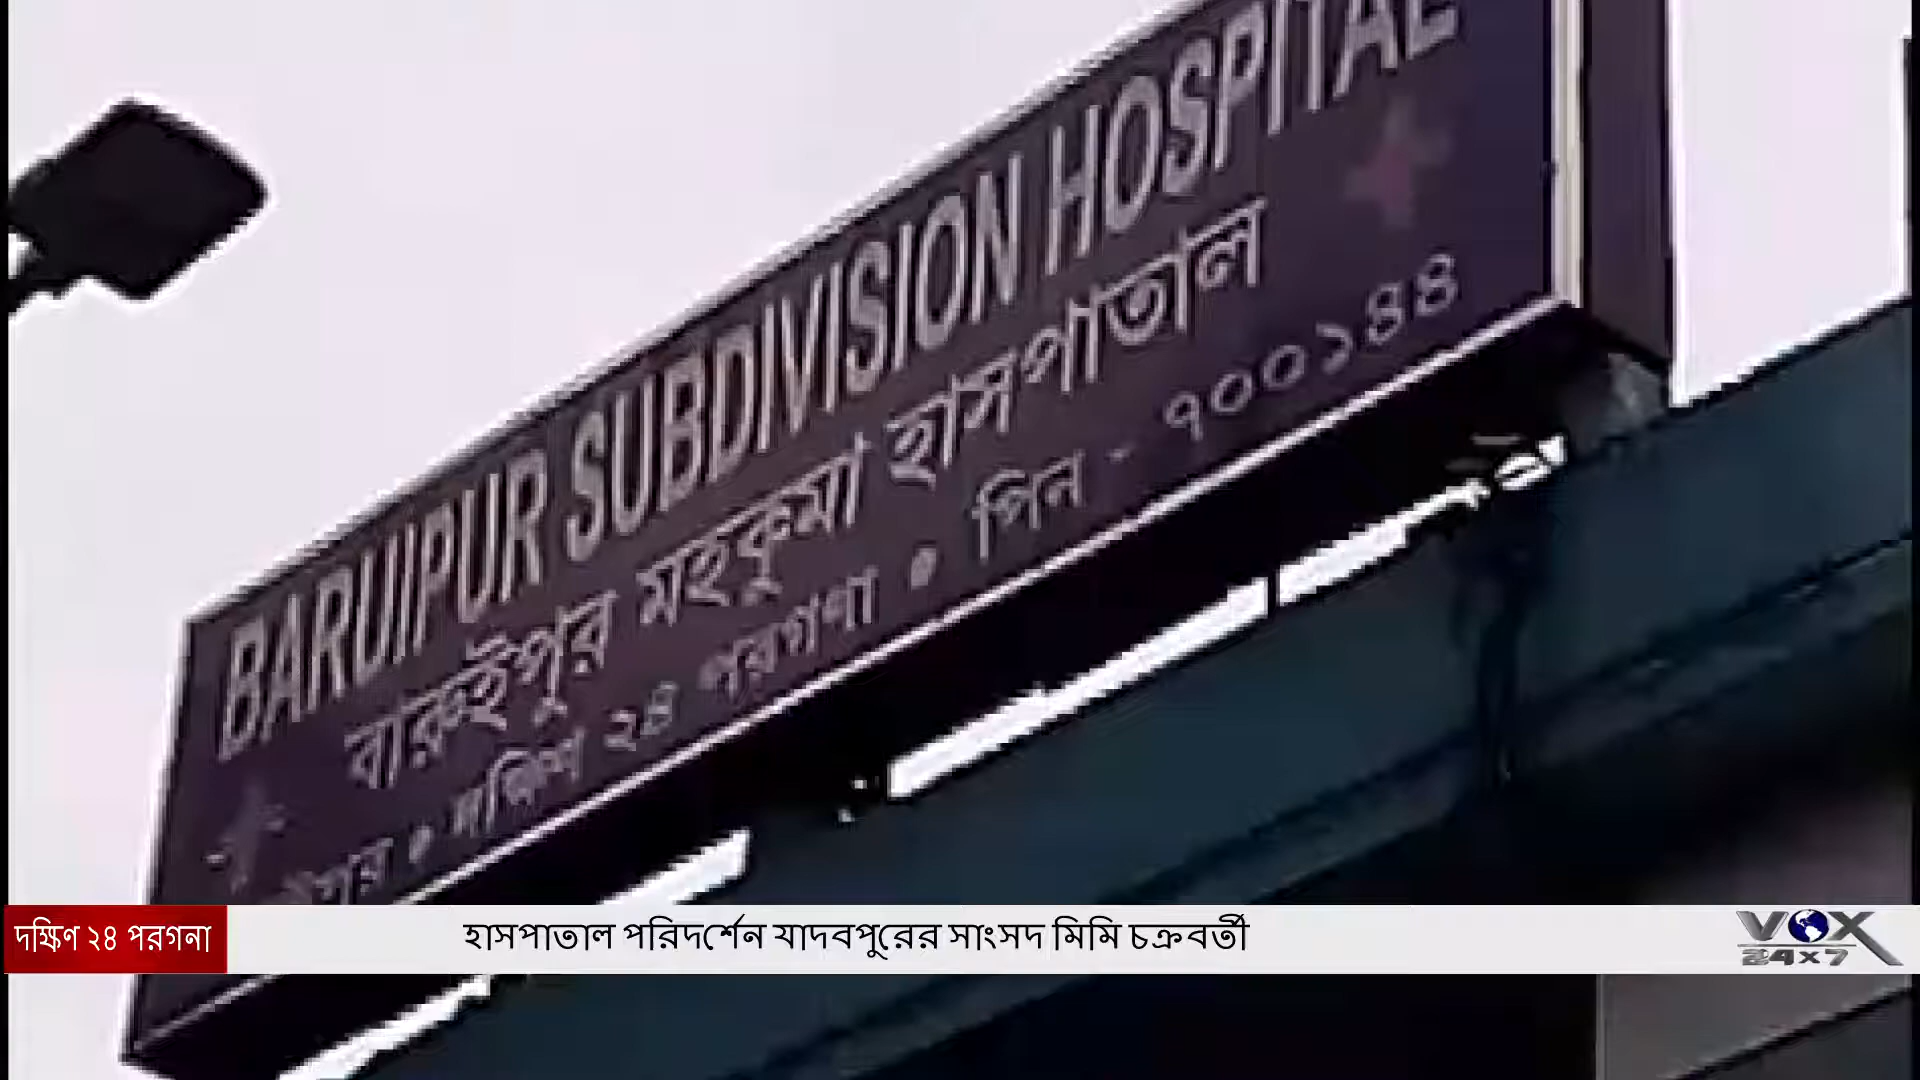 BARUIPUR SUBDIVISION HOSPITAL
বারুইপুর মহকুমা হাসপাতাল
দক্ষিণ ২৪ পরগণা • পিন - ৭০০১৪৪
দক্ষিণ ২৪ পরগনা
হাসপাতাল পরিদর্শেন যাদবপুরের সাংসদ মিমি চক্রবর্তী
VOX
24x7